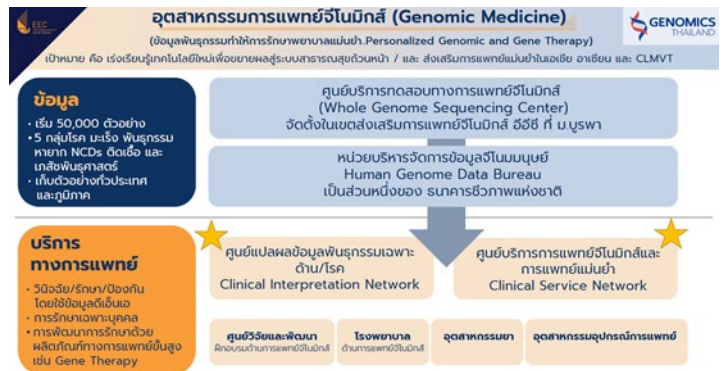 EEC
อุตสาหกรรมการแพทย์จีโนมิกส์ (Genomic Medicine)
(ข้อมูลพันธุกรรมทำให้การรักษาพยาบาลแม่นยำ..Personalized Genomic and Gene Therapy)
เป้าหมาย คือ เร่งเรียนรู้เทคโนโลยีใหม่เพื่อขยายผลสู่ระบบสาธารณสุขถ้วนหน้า / และ ส่งเสริมการแพทย์แม่นยำในเอเชีย อาเซียน และ CLMVT
GENOMICS
THAILAND
ข้อมูล
• เริ่ม 50,000 ตัวอย่าง
• 5 กลุ่มโรค มะเร็ง พันธุกรรม
หายาก NCDs ติดเชื้อ และ
เภสัชพันธุศาสตร์
• เก็บตัวอย่างทั่วประเทศ
และภูมิภาค
ศูนย์บริการทดสอบทางการแพทย์จีโนมิกส์
(Whole Genome Sequencing Center)
จัดตั้งในเขตส่งเสริมการแพทย์จีโนมิกส์ อีอีซี ที่ ม.บูรพา
หน่วยบริหารจัดการข้อมูลจีโนมมนุษย์
Human Genome Data Bureau
เป็นส่วนหนึ่งของ ธนาคารชีวภาพแห่งชาติ
บริการ
ทางการแพทย์
• วินิจฉัย/รักษา/ป้องกัน
โดยใช้ข้อมูลดีเอ็นเอ
• การรักษาเฉพาะบุคคล
• การพัฒนาการรักษาด้วย
ผลิตภัณฑ์ทางการแพทย์ขั้นสูง
เช่น Gene Therapy
ศูนย์แปลผลข้อมูลพันธุกรรมเฉพาะ
ด้าน/โรค
Clinical Interpretation Network
ศูนย์บริการการแพทย์จีโนมิกส์และ
การแพทย์แม่นยำ
Clinical Service Network
ศูนย์วิจัยและพัฒนา
ฝึกอบรมด้านการแพทย์จีโนมิกส์
โรงพยาบาล
ด้านการแพทย์จีโนมิกส์
อุตสาหกรรมยา
อุตสาหกรรมอุปกรณ์การแพทย์